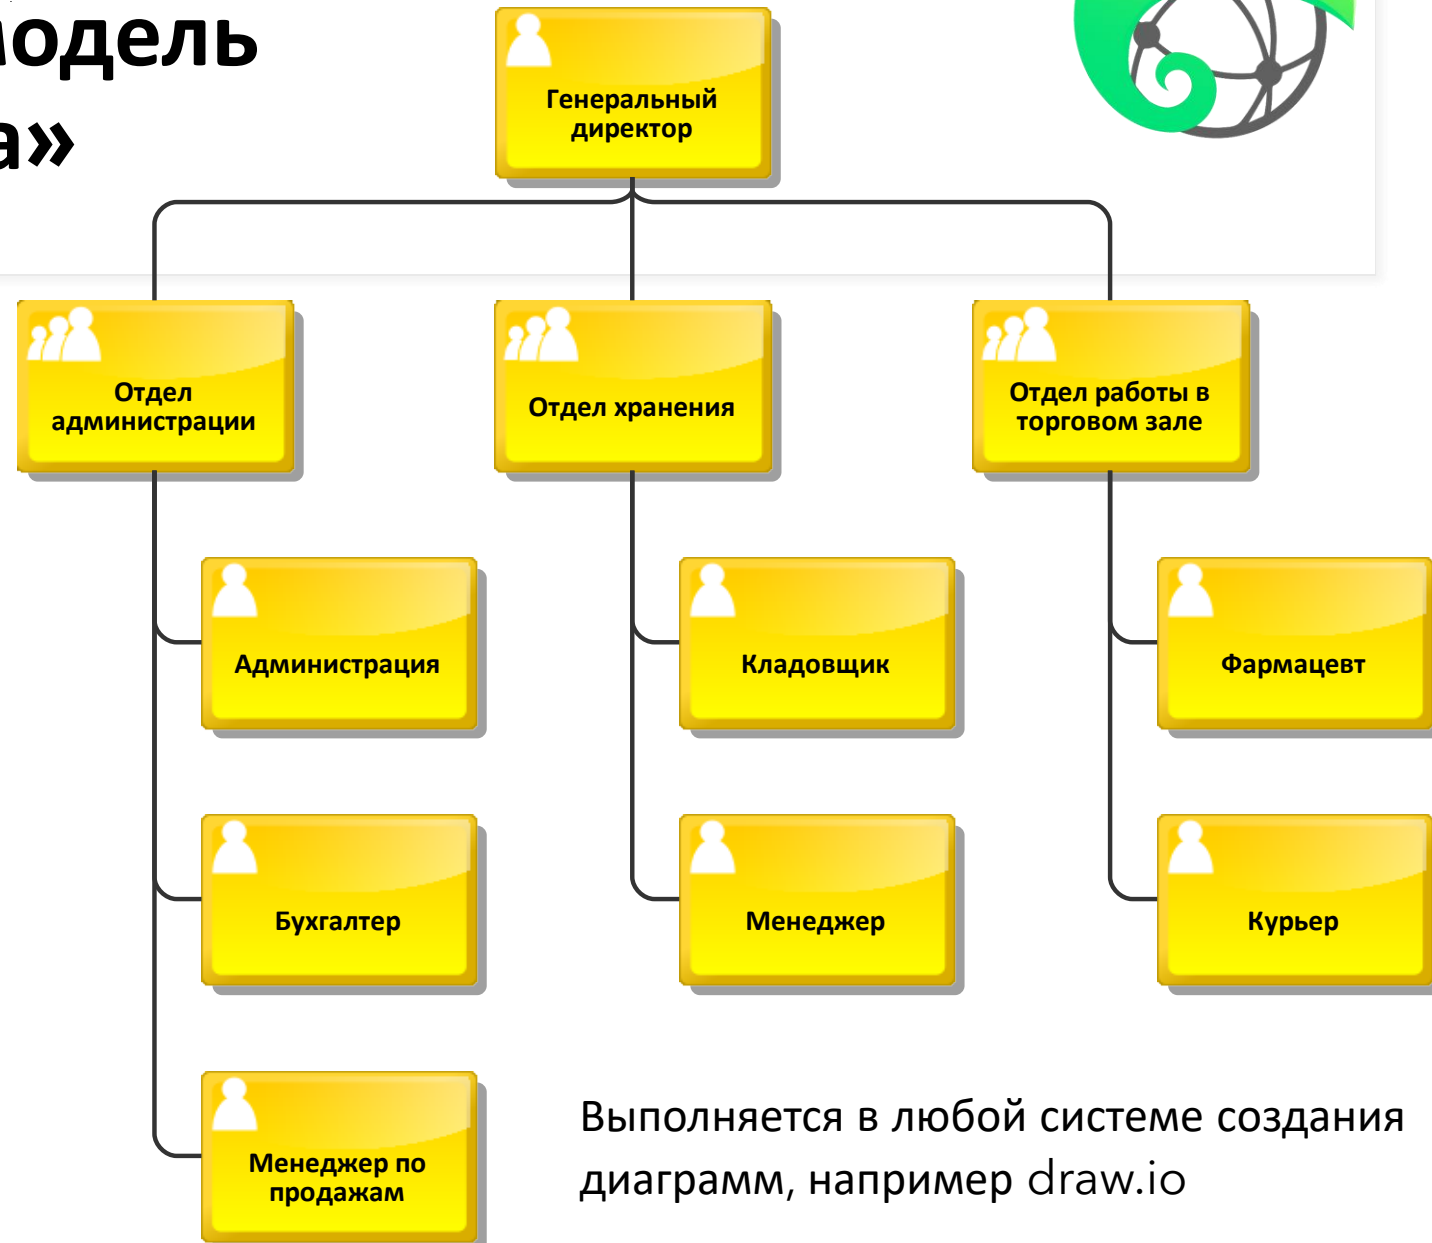 модель
а»
Генеральный
директор
Отдел
администрации
Отдел хранения
Отдел работы в
торговом зале
Администрация
Кладовщик
Фармацевт
Бухгалтер
Менеджер
Курьер
Менеджер по
продажам
Выполняется в любой системе создания
диаграмм, например draw.io